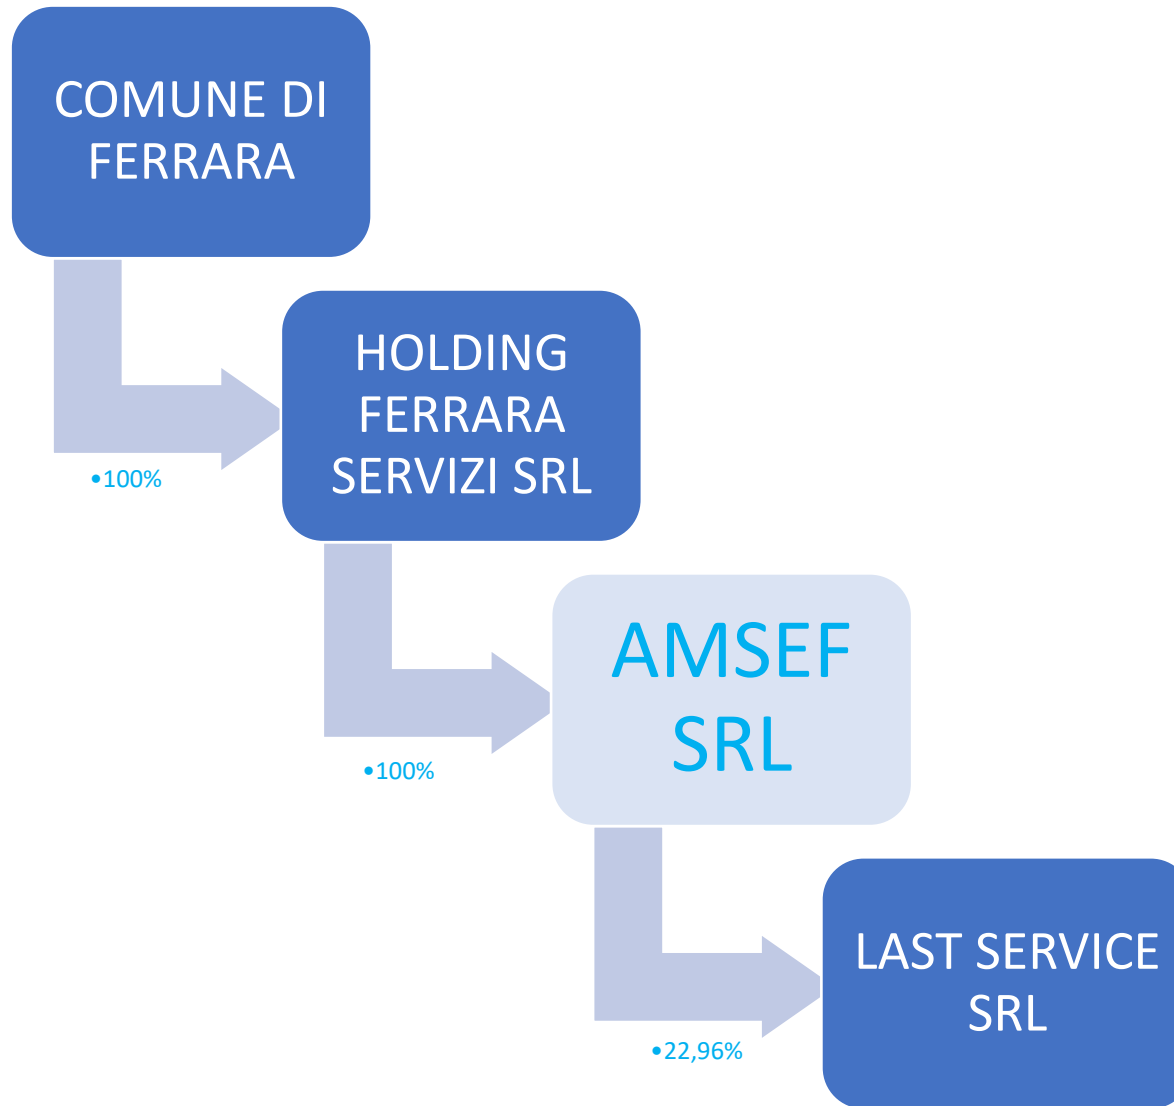 COMUNE DI
FERRARA
HOLDING
FERRARA
SERVIZI SRL
•100%
AMSEF
SRL
•100%
LAST SERVICE
SRL
•22,96%